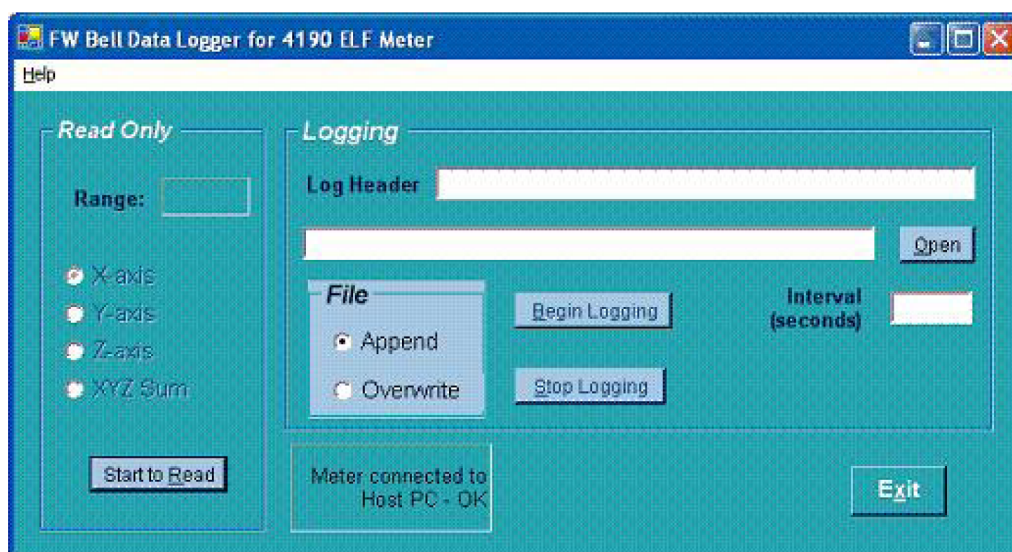 FW Bell Data Logger for 4190 ELF Meter
Help
Read Only
Range:
X-axis
Y-axis
Z-axis
XYZ Sum
Start to Read
Logging
Log Header
Open
File
Append
Overwrite
Begin Logging
Stop Logging
Interval
(seconds)
Meter connected to
Host PC - OK
Exit